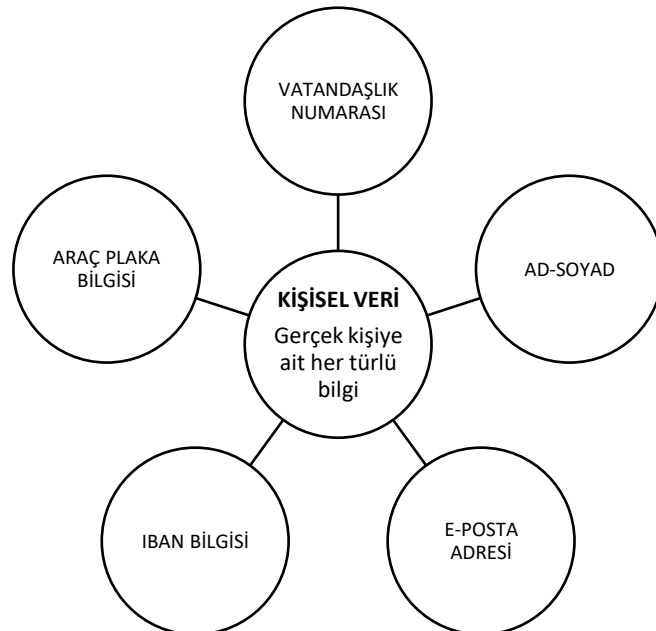 VATANDAŞLIK
NUMARASI
ARAÇ PLAKA
BİLGİSİ
AD-SOYAD
KİŞİSEL VERİ
Gerçek kişiye
ait her türlü
bilgi
IBAN BİLGİSİ
E-POSTA
ADRESİ